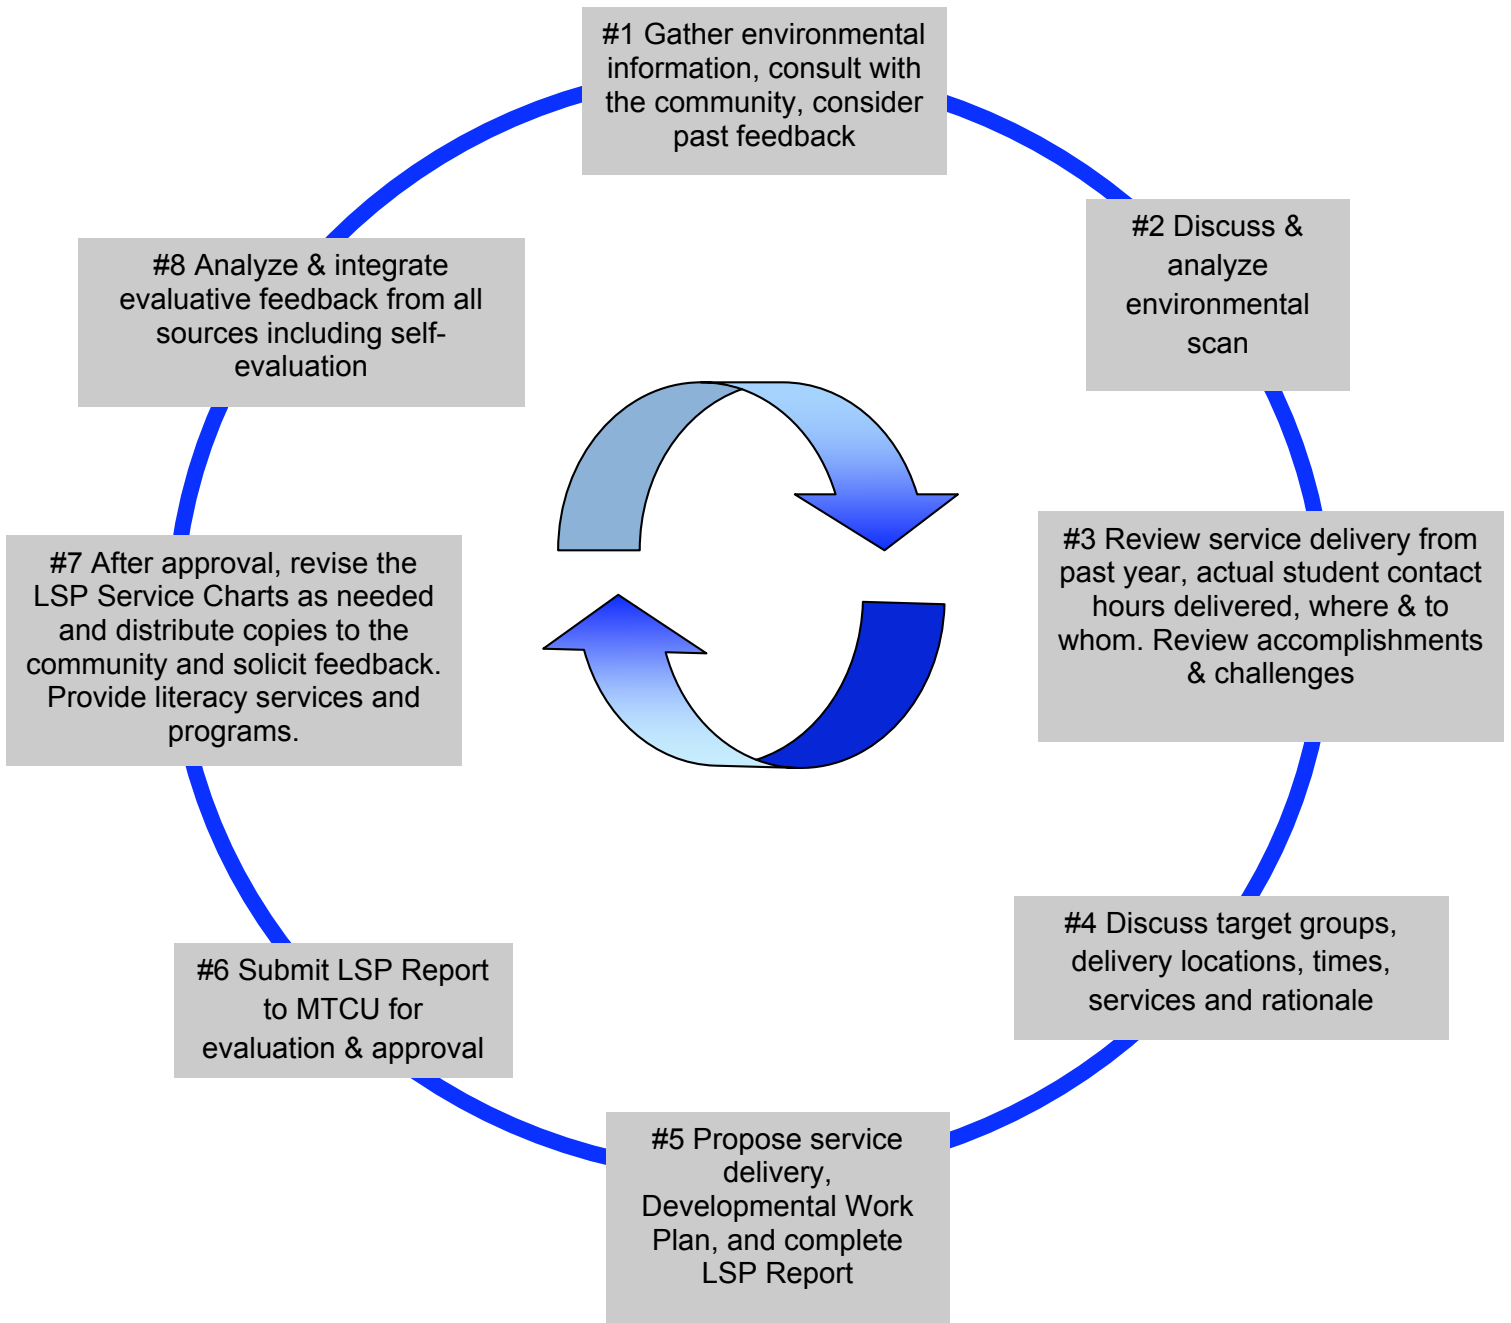 #1 Gather environmental
information, consult with
the community, consider
past feedback
#2 Discuss &
analyze
environmental
scan
#3 Review service delivery from
past year, actual student contact
hours delivered, where & to
whom. Review accomplishments
& challenges
#4 Discuss target groups,
delivery locations, times,
services and rationale
#5 Propose service
delivery,
Developmental Work
Plan, and complete
LSP Report
#6 Submit LSP Report
to MTCU for
evaluation & approval
#7 After approval, revise the
LSP Service Charts as needed
and distribute copies to the
community and solicit feedback.
Provide literacy services and
programs.
#8 Analyze & integrate
evaluative feedback from all
sources including self-
evaluation